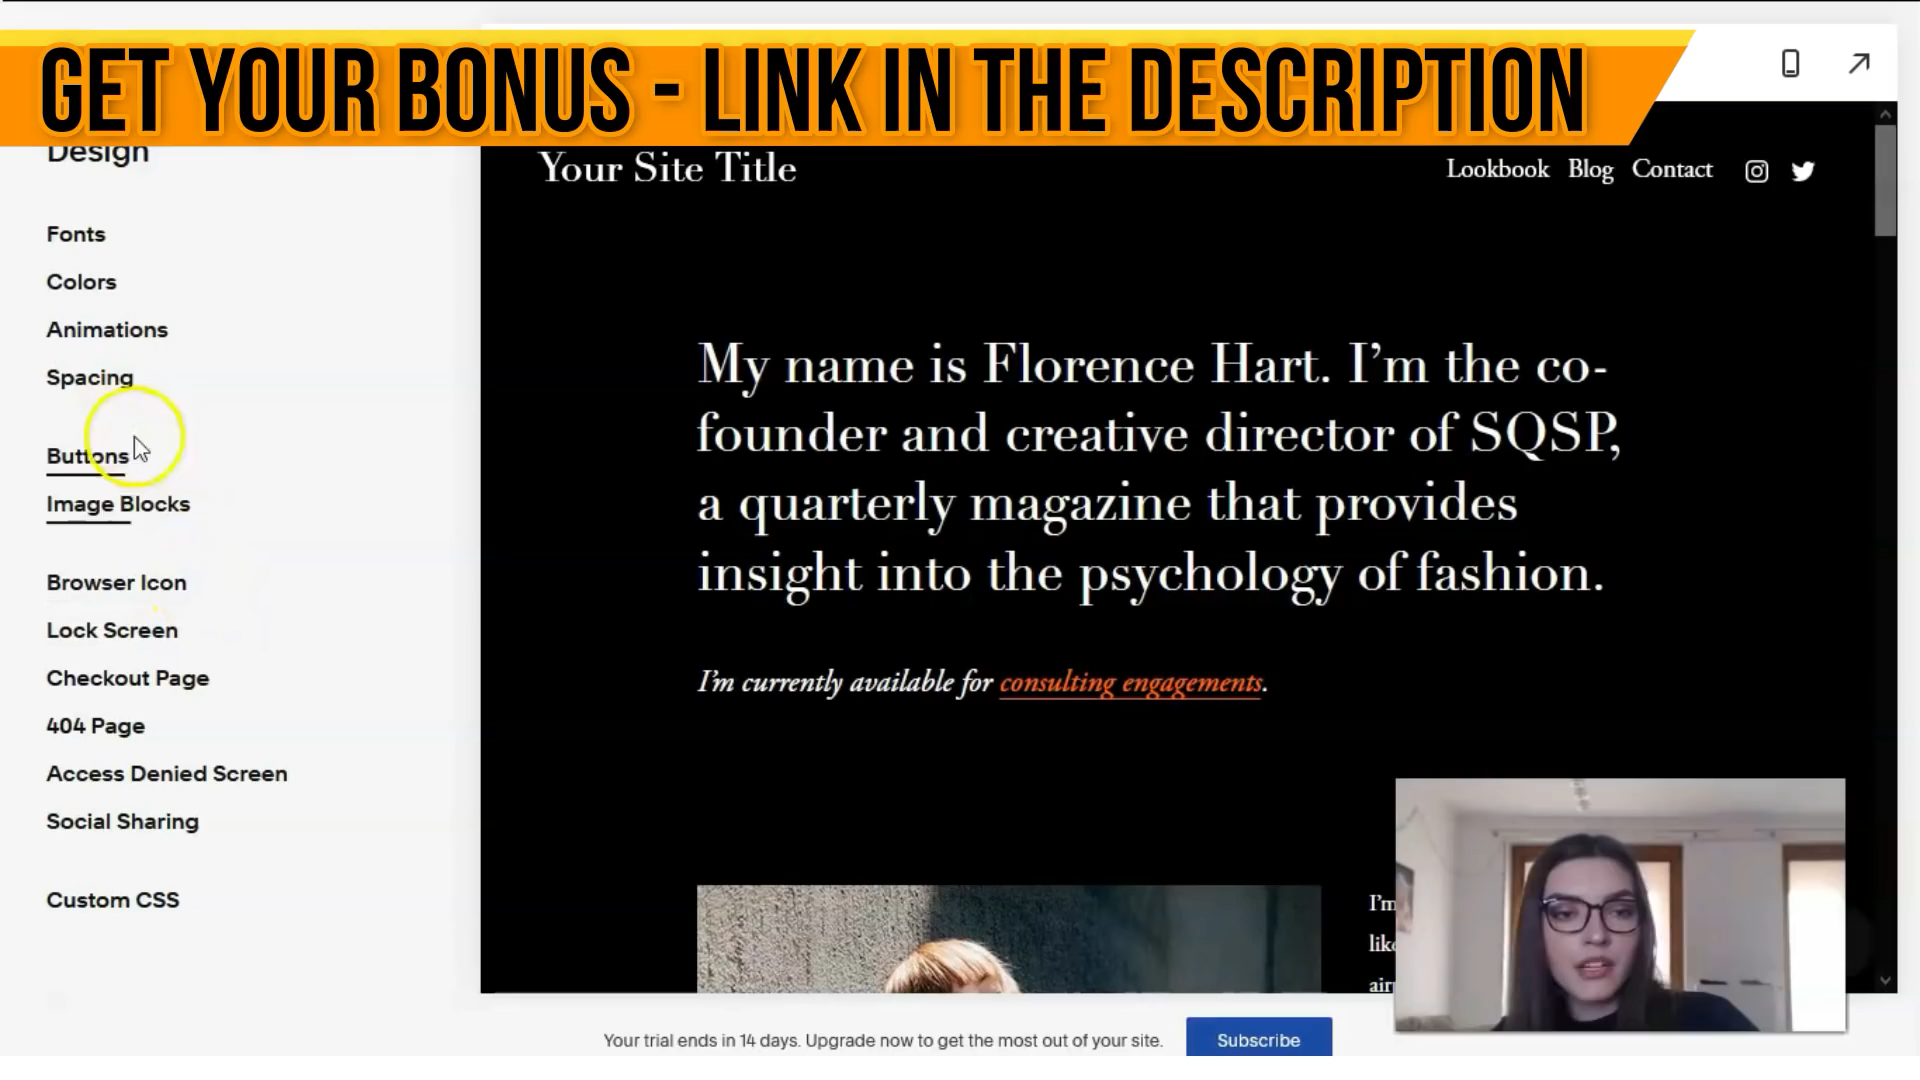 GET YOUR BONUS - LINK IN THE DESCRIPTION
Design
Fonts
Colors
Animations
Spacing
Buttons
Image Blocks
Browser Icon
Lock Screen
Checkout Page
404 Page
Access Denied Screen
Social Sharing
Custom CSS
Your Site Title
Lookbook Blog Contact
My name is Florence Hart. I'm the co-
founder and creative director of SQSP,
a quarterly magazine that provides
insight into the psychology of fashion.
I'm currently available for consulting engagements.
I'm
Your trial ends in 14 days. Upgrade now to get the most out of your site.
Subscribe